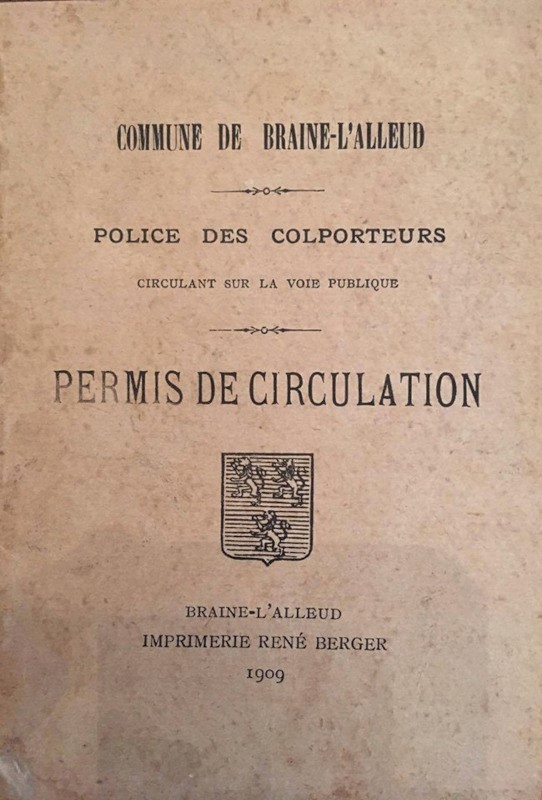 COMMUNE DE BRAINE-L'ALLEUD
POLICE DES COLPORTEURS
CIRCULANT SUR LA VOIE PUBLIQUE
PERMIS DE CIRCULATION
BRAINE-L'ALLEUD
IMPRIMERIE RENÉ BERGER
1909